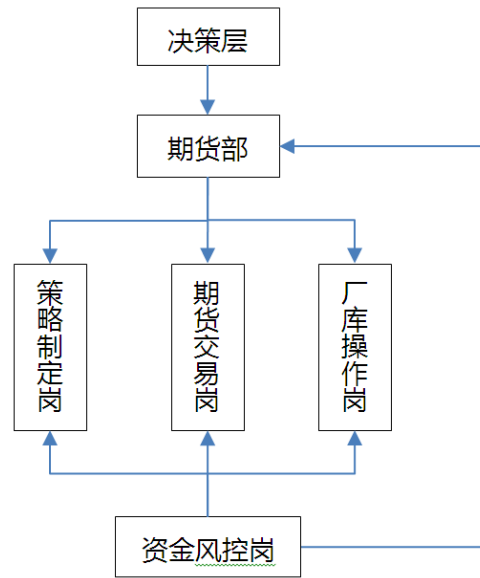 决策层
期货部
策略制定岗
期货交易岗
厂库操作岗
资金风控岗